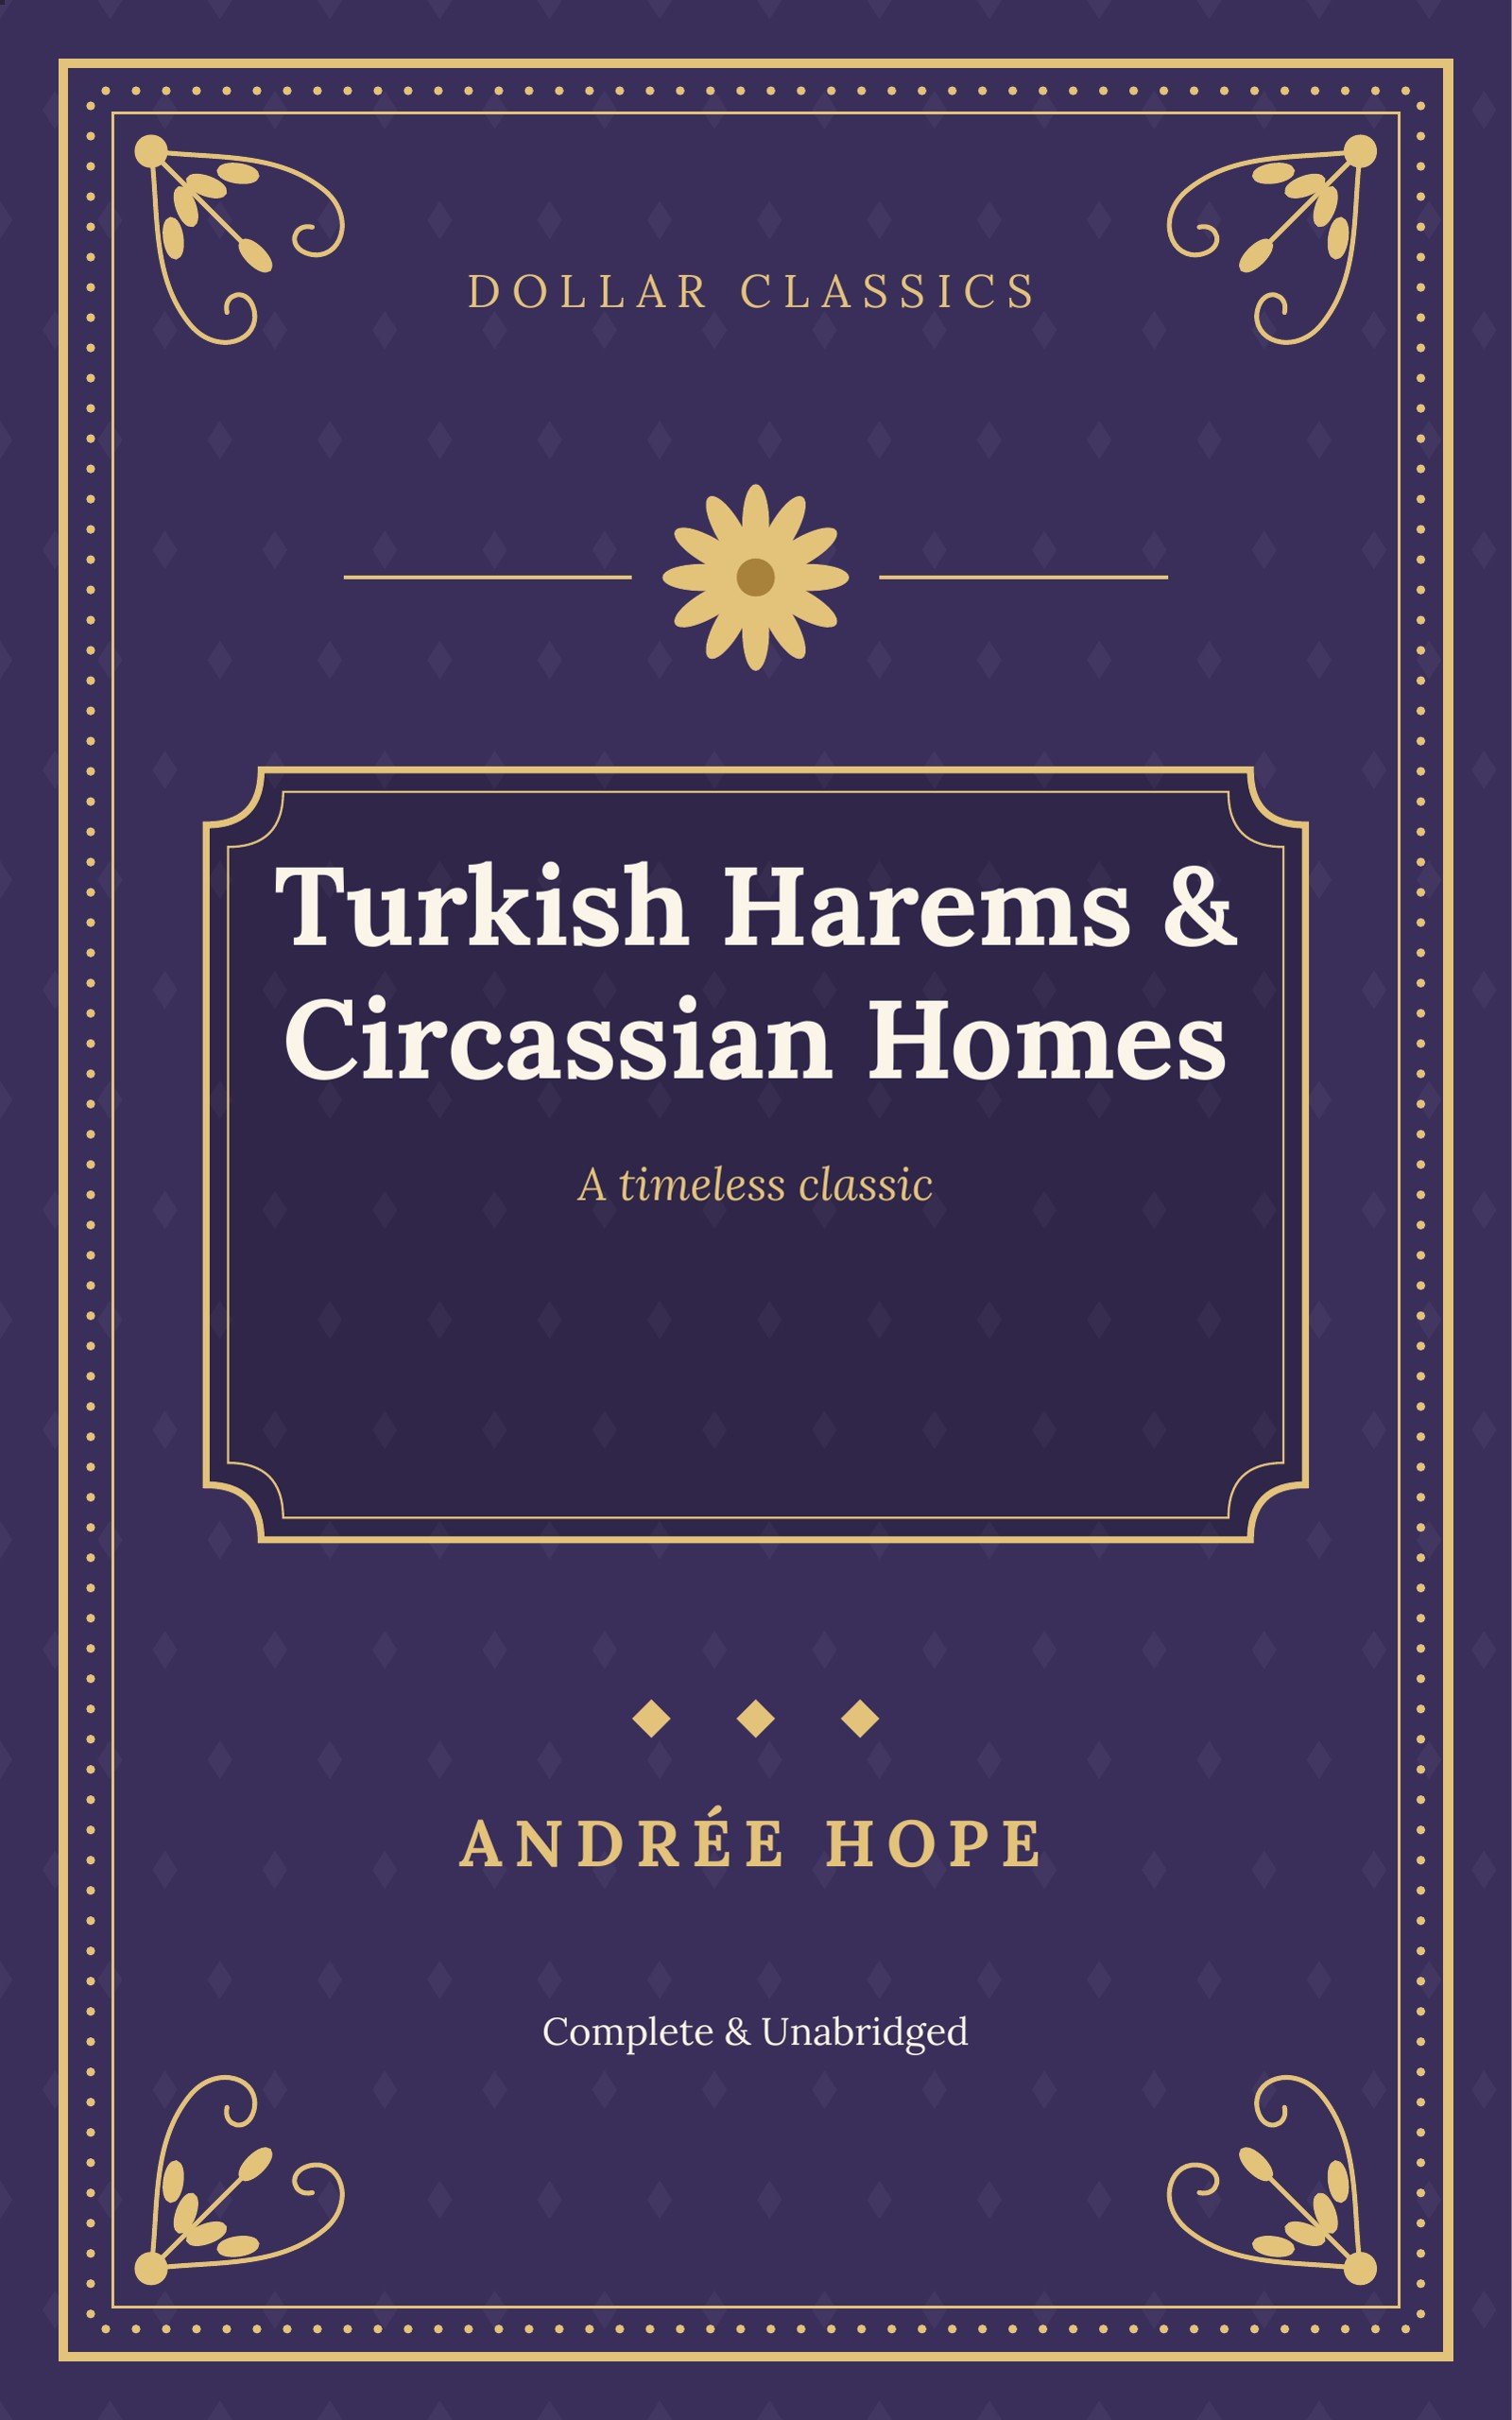 DOLLAR CLASSICS
Turkish Harems &
Circassian Homes
A timeless classic
ANDRÉE HOPE
Complete & Unabridged